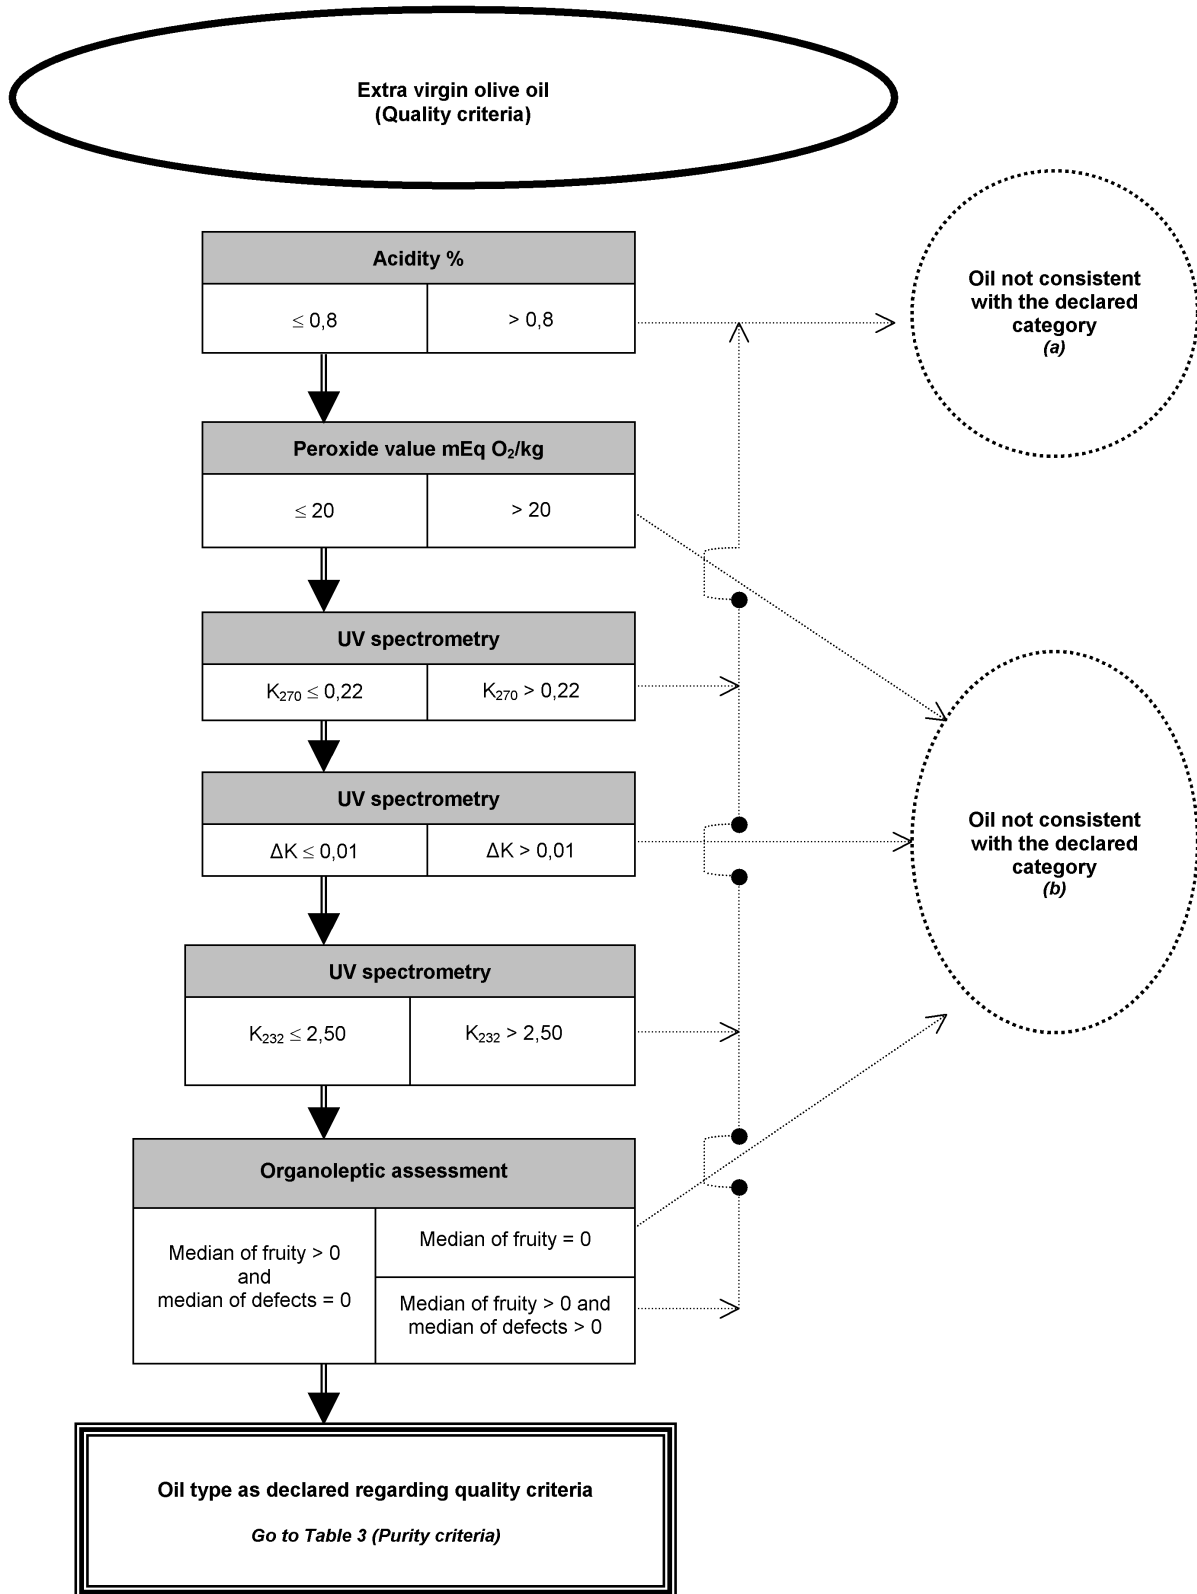 Extra virgin olive oil
(Quality criteria)
Acidity %
≤ 0,8
> 0,8
Oil not consistent
with the declared
category
(a)
Peroxide value mEq O₂/kg
≤ 20
> 20
UV spectrometry
K₂₇₀ ≤ 0,22
K₂₇₀ > 0,22
UV spectrometry
ΔK ≤ 0,01
ΔK > 0,01
Oil not consistent
with the declared
category
(b)
UV spectrometry
K₂₃₂ ≤ 2,50
K₂₃₂ > 2,50
Organoleptic assessment
Median of fruity > 0
and
median of defects = 0
Median of fruity = 0
Median of fruity > 0 and
median of defects > 0
Oil type as declared regarding quality criteria
Go to Table 3 (Purity criteria)